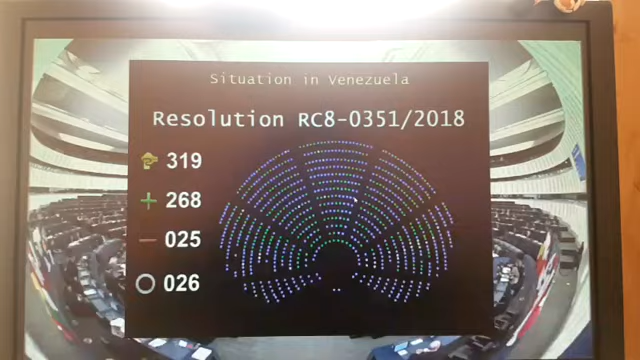 Situation in Venezuela
Resolution RC8-0351/2018
319
+ 268
- 025
026